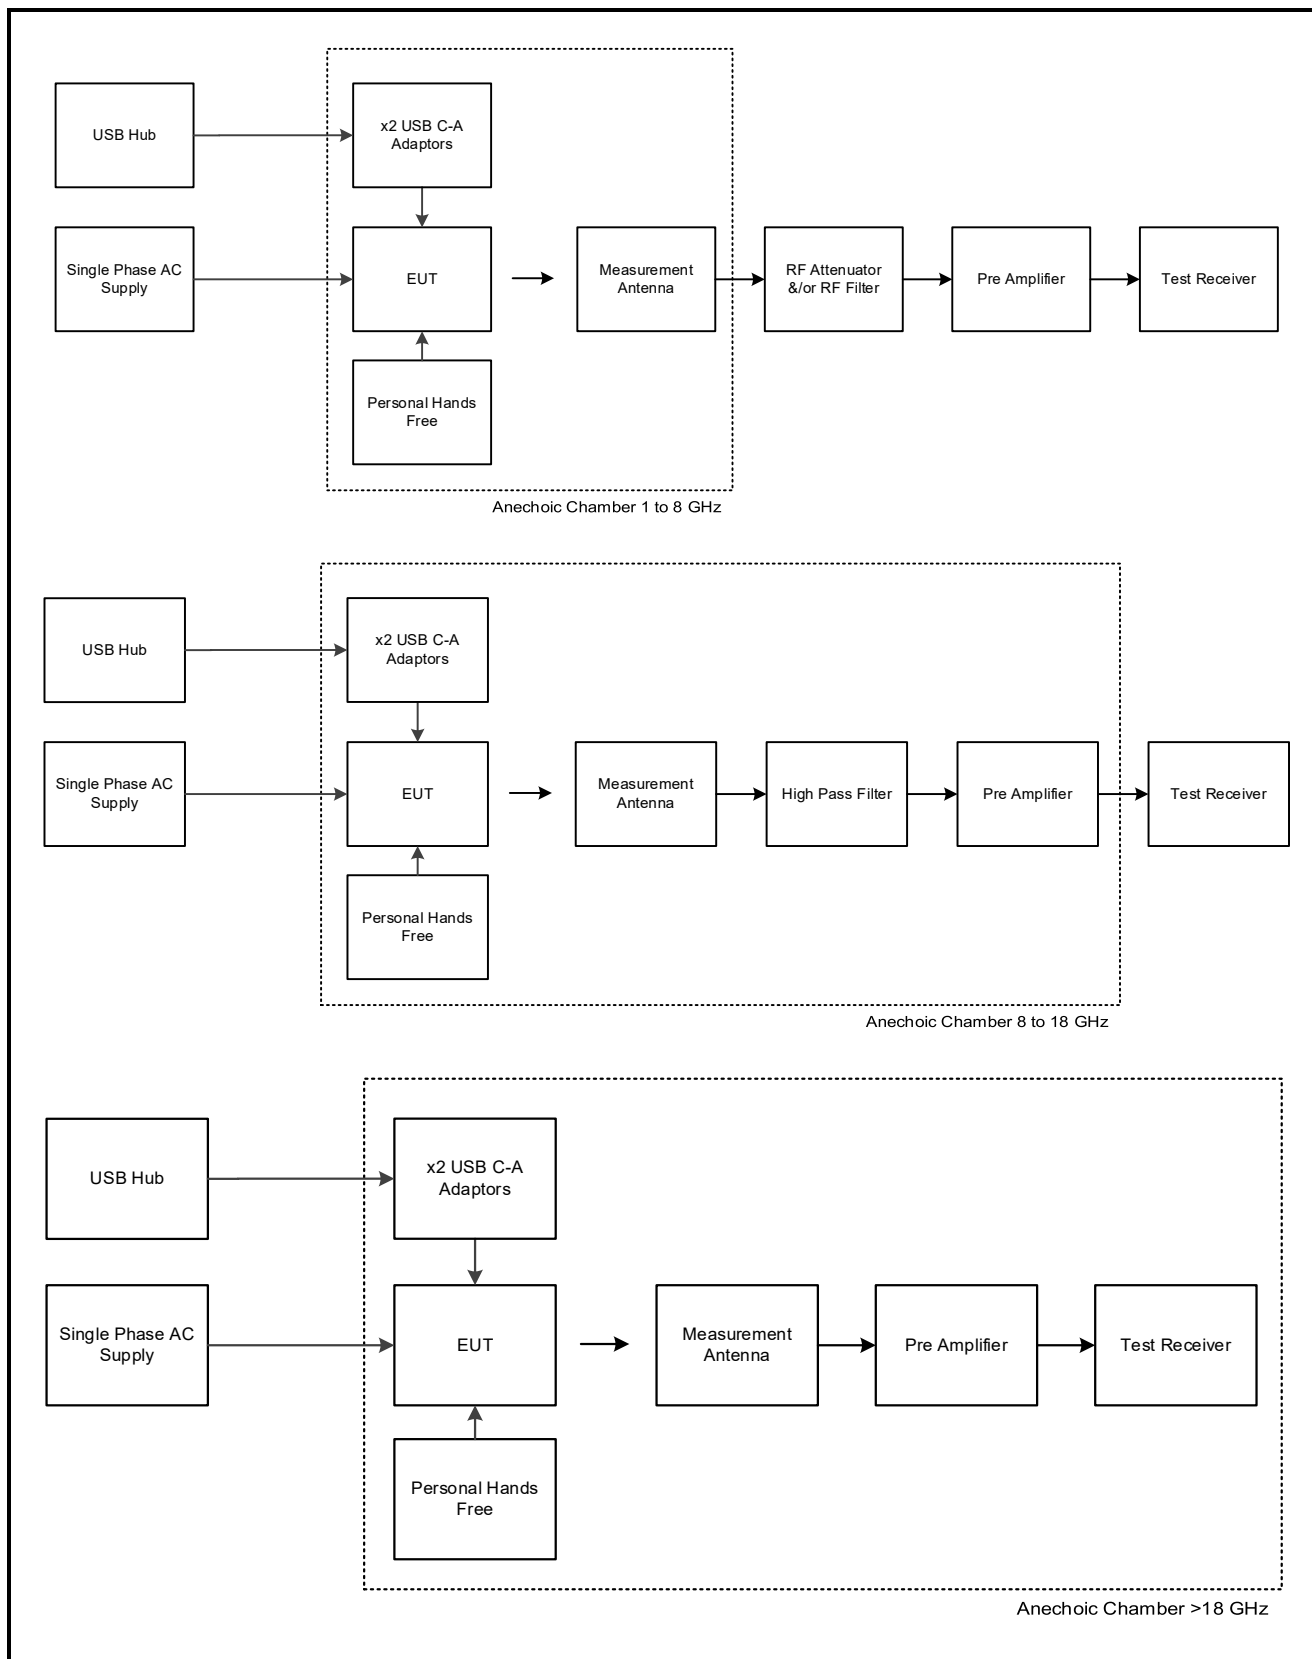 USB Hub
x2 USB C-A
Adaptors
Single Phase AC
Supply
EUT
Measurement
Antenna
RF Attenuator
&/or RF Filter
Pre Amplifier
Test Receiver
Personal Hands
Free
Anechoic Chamber 1 to 8 GHz
USB Hub
x2 USB C-A
Adaptors
Single Phase AC
Supply
EUT
Measurement
Antenna
High Pass Filter
Pre Amplifier
Test Receiver
Personal Hands
Free
Anechoic Chamber 8 to 18 GHz
USB Hub
x2 USB C-A
Adaptors
Single Phase AC
Supply
EUT
Measurement
Antenna
Pre Amplifier
Test Receiver
Personal Hands
Free
Anechoic Chamber >18 GHz